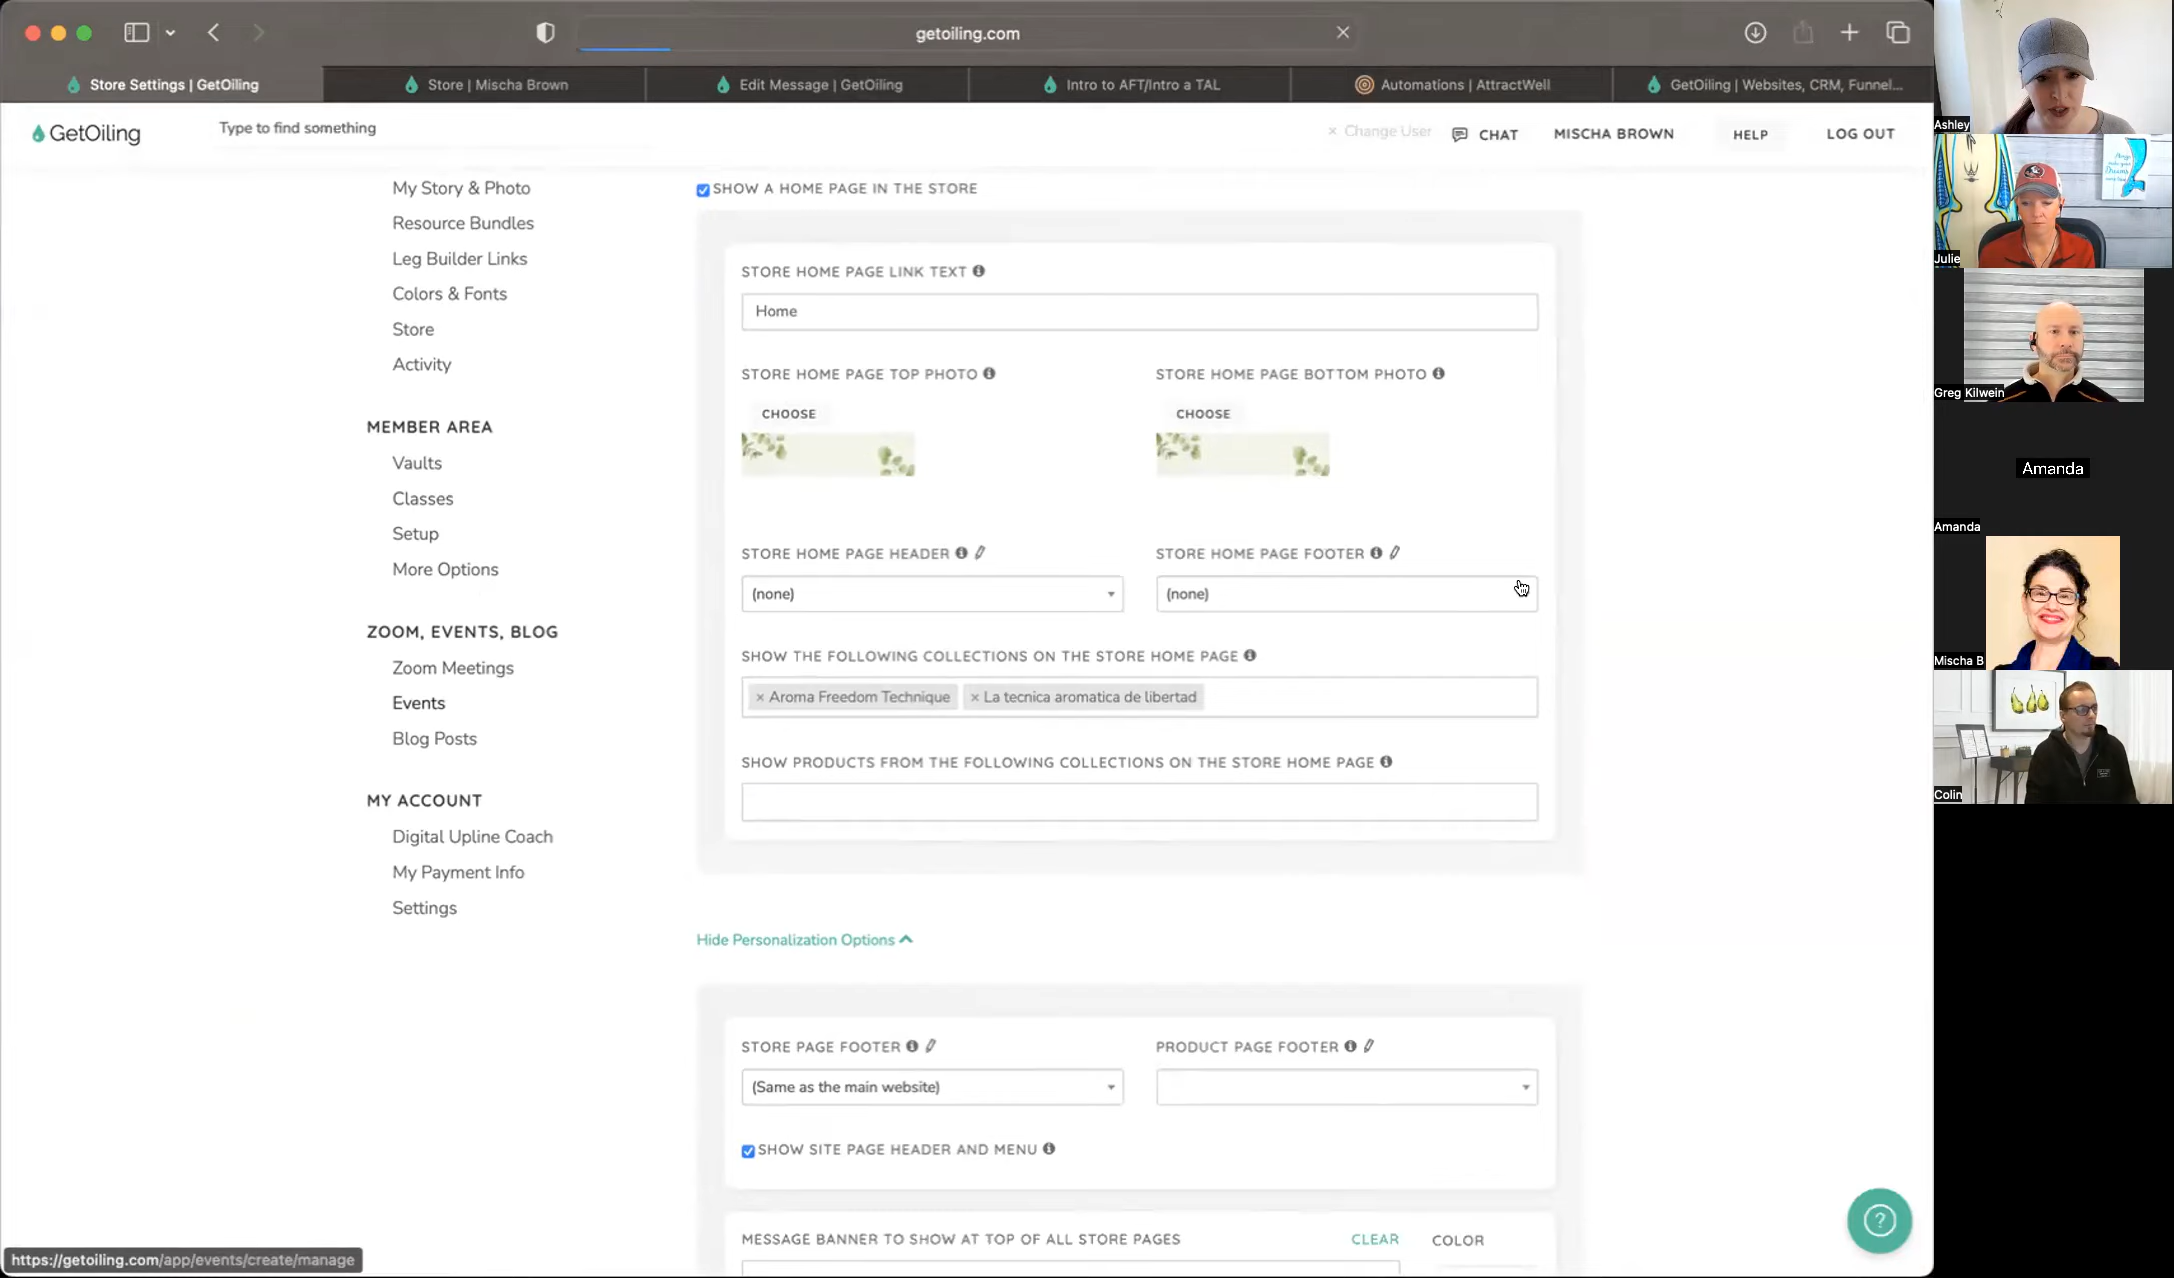 getoiling.com
Store Settings | GetOiling
Store | Mischa Brown
Edit Message | GetOiling
Intro to AFT/Intro a TAL
Automations | AttractWell
GetOiling | Websites, CRM, Funnel...
GetOiling
Type to find something
× Change User
CHAT
MISCHA BROWN
HELP
LOG OUT
My Story & Photo
Resource Bundles
Leg Builder Links
Colors & Fonts
Store
Activity
MEMBER AREA
Vaults
Classes
Setup
More Options
ZOOM, EVENTS, BLOG
Zoom Meetings
Events
Blog Posts
MY ACCOUNT
Digital Upline Coach
My Payment Info
Settings
SHOW A HOME PAGE IN THE STORE
STORE HOME PAGE LINK TEXT
Home
STORE HOME PAGE TOP PHOTO
STORE HOME PAGE BOTTOM PHOTO
CHOOSE
CHOOSE
STORE HOME PAGE HEADER
STORE HOME PAGE FOOTER
(none)
(none)
SHOW THE FOLLOWING COLLECTIONS ON THE STORE HOME PAGE
× Aroma Freedom Technique
× La tecnica aromatica de libertad
SHOW PRODUCTS FROM THE FOLLOWING COLLECTIONS ON THE STORE HOME PAGE
Hide Personalization Options
STORE PAGE FOOTER
PRODUCT PAGE FOOTER
(Same as the main website)
SHOW SITE PAGE HEADER AND MENU
MESSAGE BANNER TO SHOW AT TOP OF ALL STORE PAGES
CLEAR
COLOR
https://getoiling.com/app/events/create/manage
Ashley
Julie
Greg Kilwein
Amanda
Amanda
Mischa B
Colin